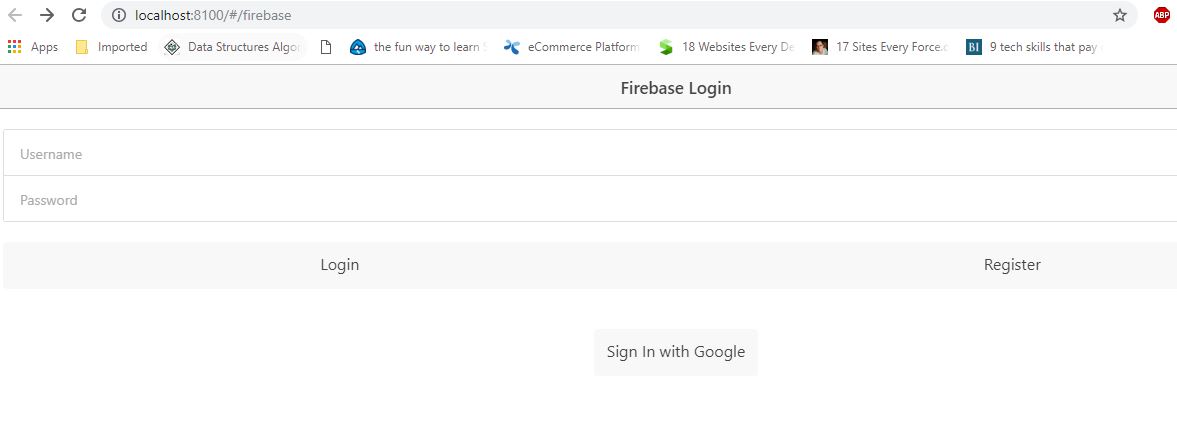 localhost:8100/#/firebase
ABP
Apps Imported Data Structures Algor the fun way to learn eCommerce Platform 18 Websites Every De 17 Sites Every Force.c BI 9 tech skills that pay
Firebase Login
Username
Password
Login Register
Sign In with Google